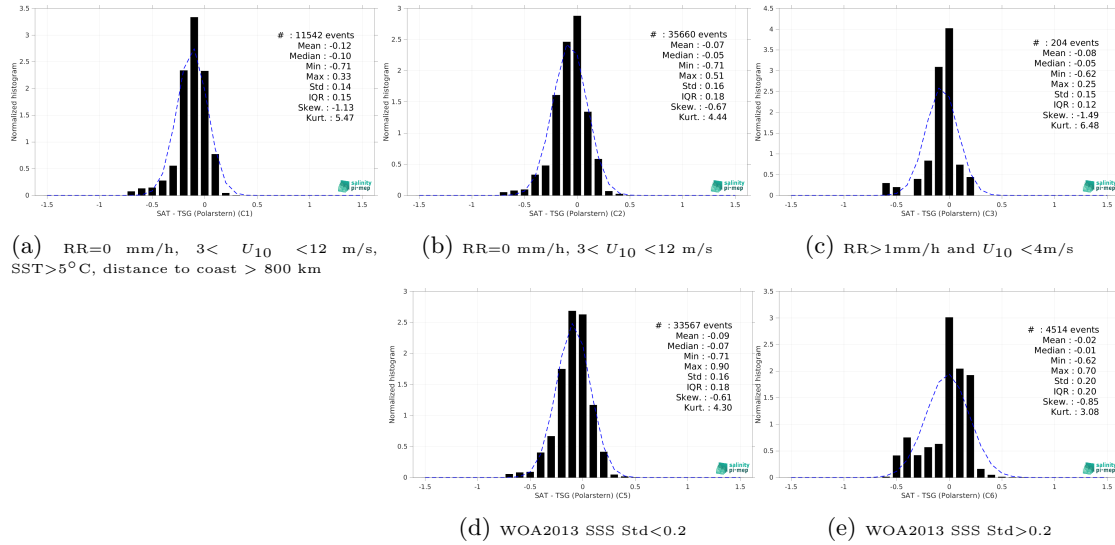 3.5
3
2.5
2
1.5
1
0.5
0
-1.5 -1 -0.5 0 0.5 1 1.5
Normalized histogram
SAT - TSG (Polarstern) (C1)
# : 11542 events
Mean : -0.12
Median : -0.10
Min : -0.71
Max : 0.33
Std : 0.14
IQR : 0.15
Skew. : -1.13
Kurt. : 5.47
salinity
pi-mep
(a) RR=0 mm/h, 3< U10 <12 m/s,
SST>5°C, distance to coast > 800 km
3
2.5
2
1.5
1
0.5
0
-1.5 -1 -0.5 0 0.5 1 1.5
Normalized histogram
SAT - TSG (Polarstern) (C2)
# : 35660 events
Mean : -0.07
Median : -0.05
Min : -0.71
Max : 0.51
Std : 0.16
IQR : 0.18
Skew. : -0.67
Kurt. : 4.44
salinity
pi-mep
(b) RR=0 mm/h, 3< U10 <12 m/s
4.5
4
3.5
3
2.5
2
1.5
1
0.5
0
-1.5 -1 -0.5 0 0.5 1 1.5
Normalized histogram
SAT - TSG (Polarstern) (C3)
# : 204 events
Mean : -0.08
Median : -0.05
Min : -0.62
Max : 0.25
Std : 0.15
IQR : 0.12
Skew. : -1.49
Kurt. : 6.48
salinity
pi-mep
(c) RR>1mm/h and U10 <4m/s
3
2.5
2
1.5
1
0.5
0
-1.5 -1 -0.5 0 0.5 1 1.5
Normalized histogram
SAT - TSG (Polarstern) (C5)
# : 33567 events
Mean : -0.09
Median : -0.07
Min : -0.71
Max : 0.90
Std : 0.16
IQR : 0.18
Skew. : -0.61
Kurt. : 4.30
salinity
pi-mep
(d) WOA2013 SSS Std<0.2
3.5
3
2.5
2
1.5
1
0.5
0
-1.5 -1 -0.5 0 0.5 1 1.5
Normalized histogram
SAT - TSG (Polarstern) (C6)
# : 4514 events
Mean : -0.02
Median : -0.01
Min : -0.62
Max : 0.70
Std : 0.20
IQR : 0.20
Skew. : -0.85
Kurt. : 3.08
salinity
pi-mep
(e) WOA2013 SSS Std>0.2